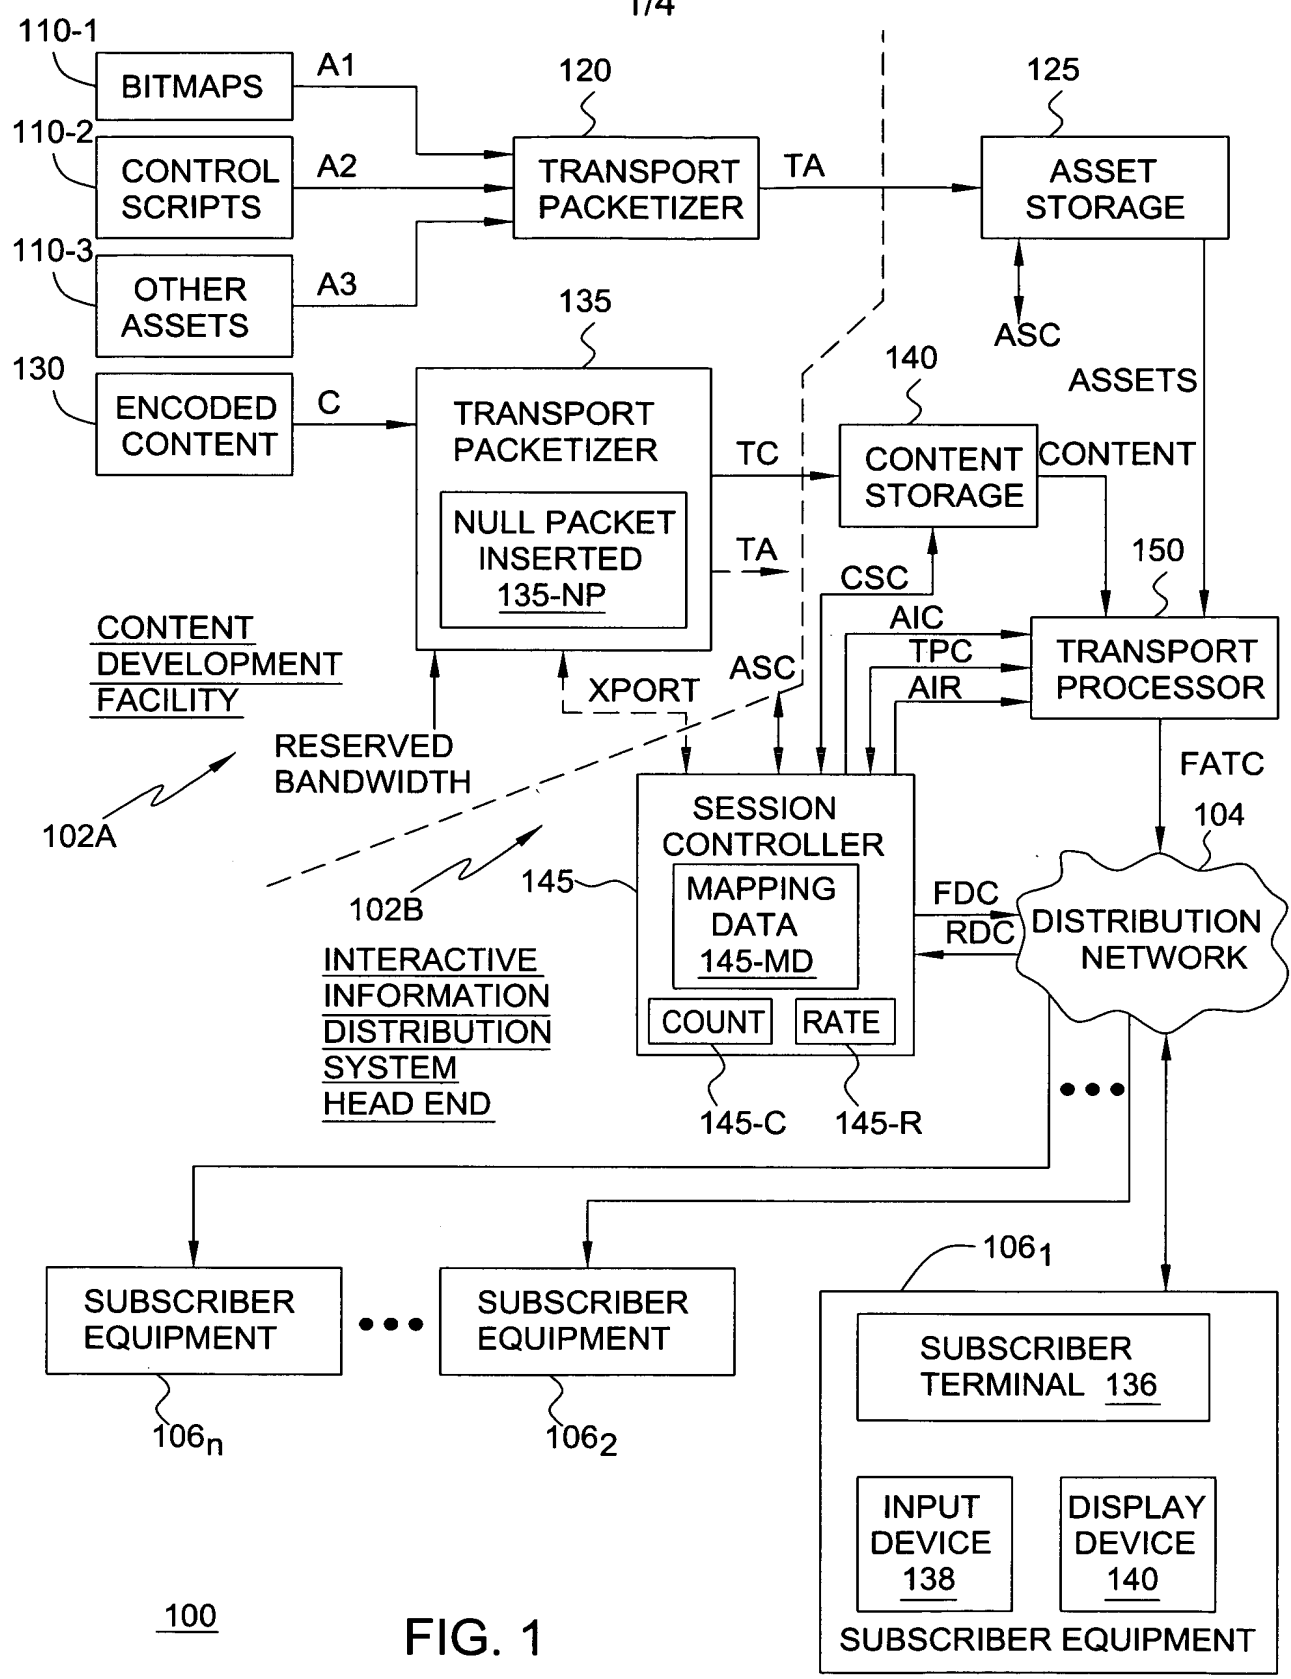 1/4
110-1
BITMAPS
A1
110-2
CONTROL
SCRIPTS
A2
110-3
OTHER
ASSETS
A3
120
TRANSPORT
PACKETIZER
TA
125
ASSET
STORAGE
ASC
ASSETS
130
ENCODED
CONTENT
C
135
TRANSPORT
PACKETIZER
NULL PACKET
INSERTED
135-NP
TC
TA
140
CONTENT
STORAGE
CONTENT
150
TRANSPORT
PROCESSOR
CSC
AIC
TPC
AIR
ASC
XPORT
CONTENT
DEVELOPMENT
FACILITY
RESERVED
BANDWIDTH
102A
102B
INTERACTIVE
INFORMATION
DISTRIBUTION
SYSTEM
HEAD END
145
SESSION
CONTROLLER
MAPPING
DATA
145-MD
COUNT
RATE
145-C
145-R
FATC
104
FDC
RDC
DISTRIBUTION
NETWORK
SUBSCRIBER
EQUIPMENT
106n
SUBSCRIBER
EQUIPMENT
1062
1061
SUBSCRIBER
TERMINAL 136
INPUT
DEVICE
138
DISPLAY
DEVICE
140
SUBSCRIBER EQUIPMENT
100
FIG. 1